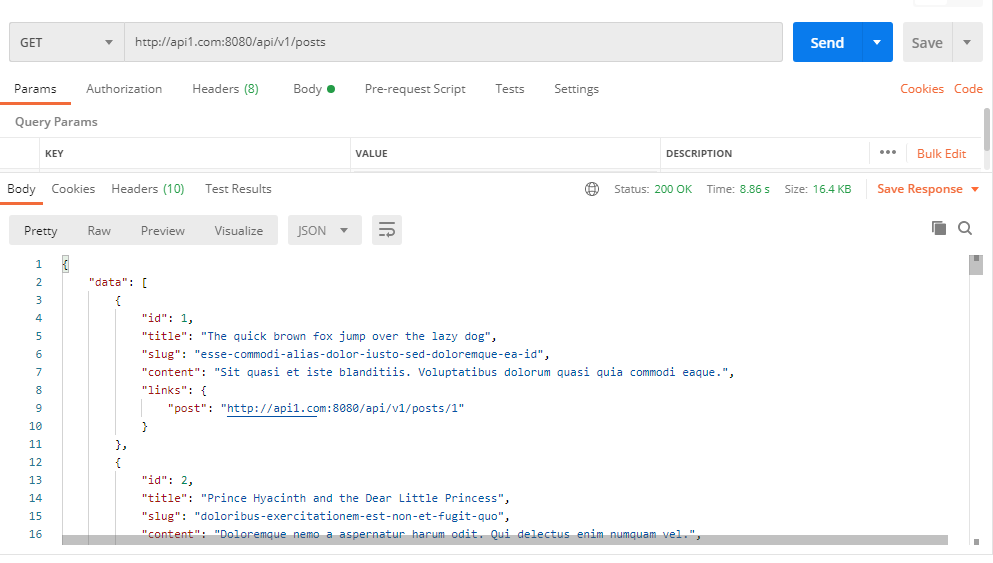 GET http://api1.com:8080/api/v1/posts Send Save
Params Authorization Headers (8) Body Pre-request Script Tests Settings Cookies Code
Query Params
KEY VALUE DESCRIPTION ••• Bulk Edit
Body Cookies Headers (10) Test Results Status: 200 OK Time: 8.86 s Size: 16.4 KB Save Response
Pretty Raw Preview Visualize JSON
1 {
2 "data": [
3 {
4 "id": 1,
5 "title": "The quick brown fox jump over the lazy dog",
6 "slug": "esse-commodi-alias-dolor-iusto-sed-doloremque-ea-id",
7 "content": "Sit quasi et iste blanditiis. Voluptatibus dolorum quasi quia commodi eaque.",
8 "links": {
9 "post": "http://api1.com:8080/api/v1/posts/1"
10 }
11 },
12 {
13 "id": 2,
14 "title": "Prince Hyacinth and the Dear Little Princess",
15 "slug": "doloribus-exercitationem-est-non-et-fugit-quo",
16 "content": "Doloremque nemo a aspernatur harum odit. Qui delectus enim numquam vel.",